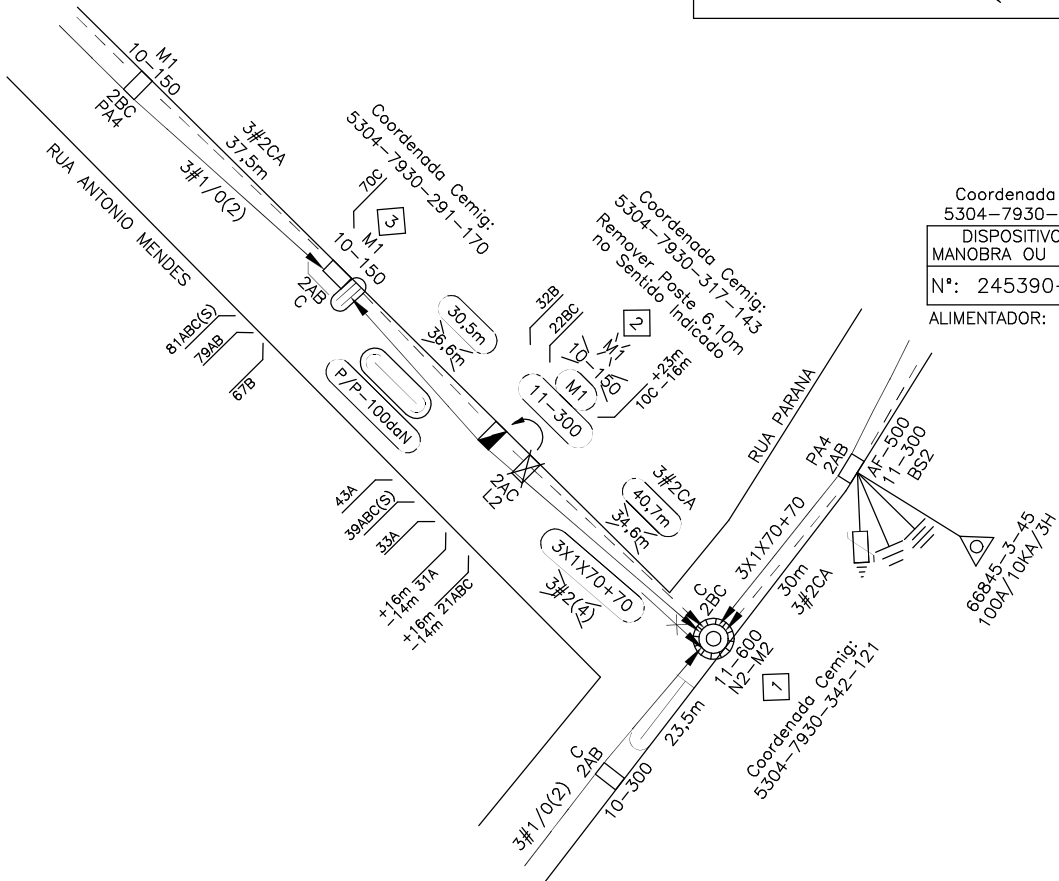 M1
10-150
2BC
PA4
3#2CA
37,5m
3#1/0(2)
RUA ANTONIO MENDES
Coordenada Cemig:
5304-7930-291-170
70C
3
M1
10-150
2AB
C
81ABC(S)
79AB
67B
30,5m
36,6m
P/P-100daN
Coordenada Cemig:
5304-7930-317-143
Remover Poste 6,10m
no Sentido Indicado
32B
22BC
2
M1
10-150
M1
11-300
+23m
10C -16m
2AC
L2
43A
39ABC(S)
33A
+16m
-14m 31A
+16m
-14m 21ABC
3#2CA
40,7m
34,6m
3X1X70+70
3#2(4)
RUA PARANA
Coordenada
5304-7930-
DISPOSITIVO
MANOBRA OU
Nº: 245390-
ALIMENTADOR:
PA4
2AB
AF-500
11-300
BS2
3X1X70+70
30m
3#2CA
66845-3-45
100A/10KA/3H
C
2BC
11-600
N2-M2
1
Coordenada Cemig:
5304-7930-342-121
23,5m
C
2AB
10-300
3#1/0(2)